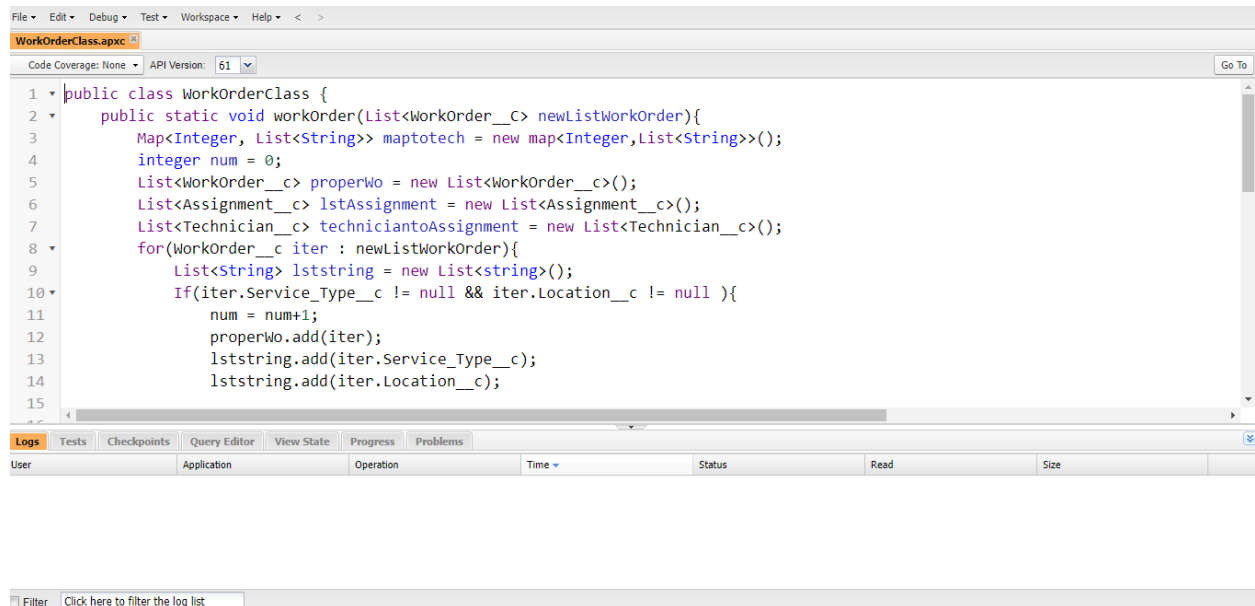 File Edit Debug Test Workspace Help < >
WorkOrderClass.apxc
Code Coverage: None API Version: 61 Go To
1 public class WorkOrderClass {
2 public static void workOrder(List<WorkOrder__C> newListWorkOrder){
3 Map<Integer, List<String>> maptotech = new map<Integer,List<String>>();
4 integer num = 0;
5 List<WorkOrder__c> properWo = new List<WorkOrder__c>();
6 List<Assignment__c> lstAssignment = new List<Assignment__c>();
7 List<Technician__c> techniciantoAssignment = new List<Technician__c>();
8 for(WorkOrder__c iter : newListWorkOrder){
9 List<String> lststring = new List<string>();
10 If(iter.Service_Type__c != null && iter.Location__c != null ){
11 num = num+1;
12 properWo.add(iter);
13 lststring.add(iter.Service_Type__c);
14 lststring.add(iter.Location__c);
15
Logs Tests Checkpoints Query Editor View State Progress Problems
User Application Operation Time Status Read Size
Filter Click here to filter the log list